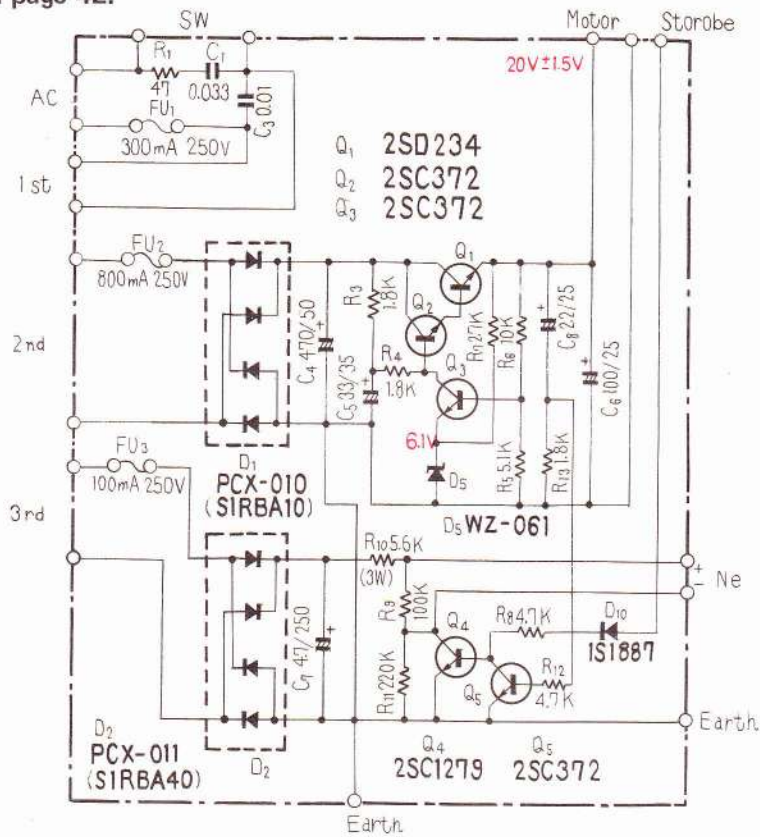 page 42.
SW
Motor
Storobe
AC
R1
47
C1
0.033
C3 0.01
FU1
300mA 250V
20V±1.5V
1st
Q1 2SD234
Q2 2SC372
Q3 2SC372
FU2
800mA 250V
2nd
C4 470/50
C5 33/35
R3
1.8K
R4
1.8K
Q1
Q2
Q3
R7 2.7K
R6 10K
C8 22/25
C6 100/25
6.1V
D5
R5 5.1K
R13 1.8K
D1
PCX-010
(S1RBA10)
D5 WZ-061
FU3
100mA 250V
3rd
R10 5.6K
(3W)
+
- Ne
R9
100K
C7 47/250
Q4
R8 4.7K
D10
1S1887
R11 220K
Q5
R12
4.7K
Earth
D2
PCX-011
(S1RBA40)
D2
Q4
2SC1279
Q5
2SC372
Earth